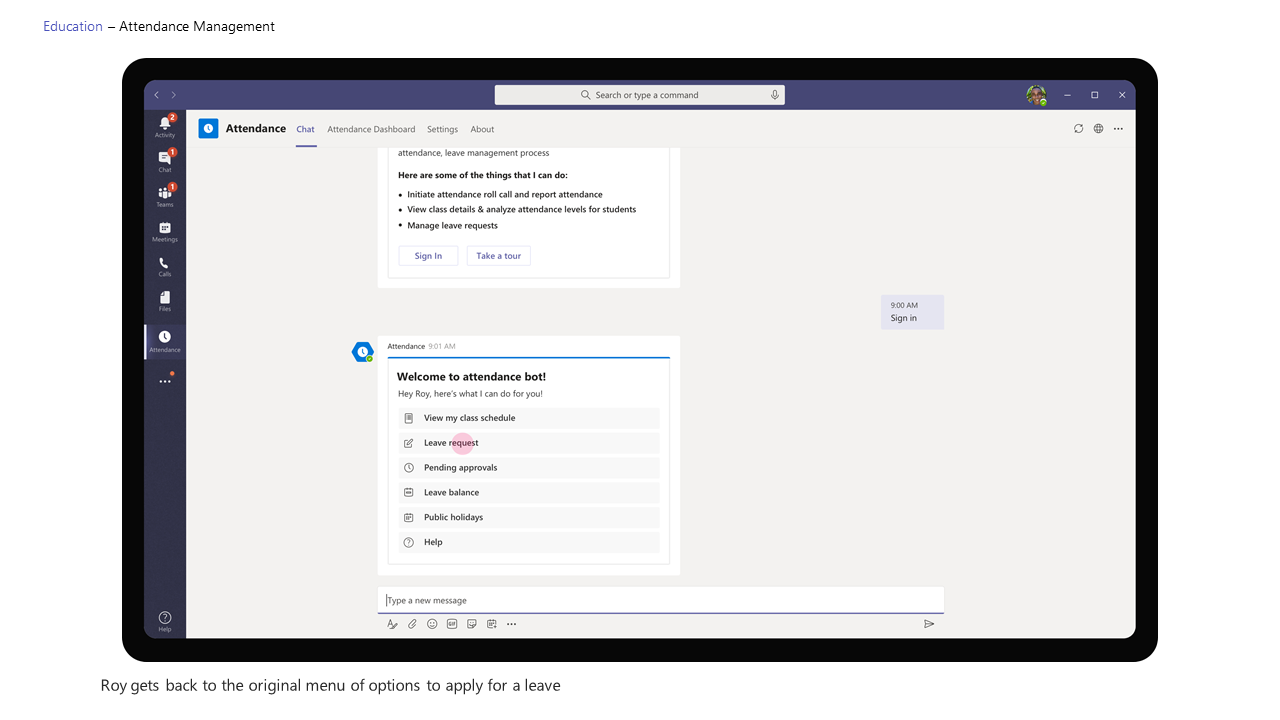 Education – Attendance Management
Search or type a command
2
Activity
1
Chat
1
Teams
Meetings
Calls
Files
Attendance
Help
Attendance Chat Attendance Dashboard Settings About
attendance, leave management process
Here are some of the things that I can do:
• Initiate attendance roll call and report attendance
• View class details & analyze attendance levels for students
• Manage leave requests
Sign In Take a tour
9:00 AM
Sign in
Attendance 9:01 AM
Welcome to attendance bot!
Hey Roy, here's what I can do for you!
View my class schedule
Leave request
Pending approvals
Leave balance
Public holidays
Help
Type a new message
GIF
Roy gets back to the original menu of options to apply for a leave